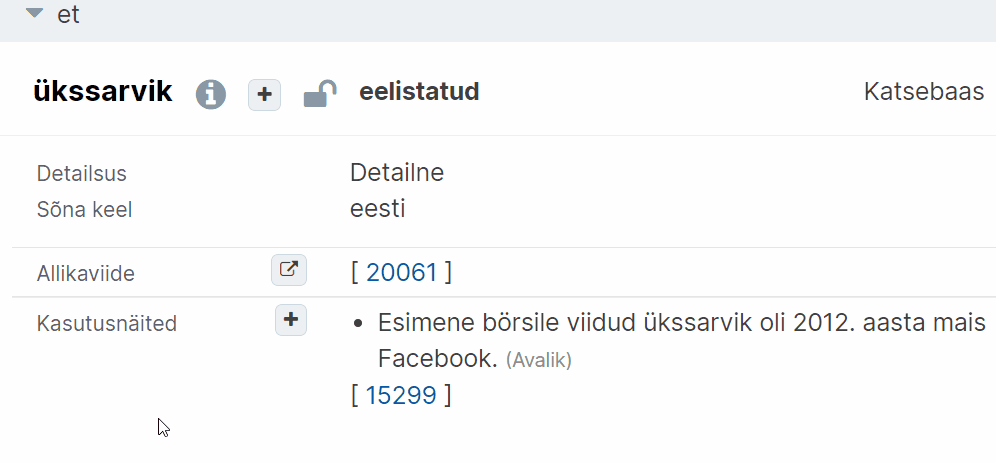 et
ükssarvik eelistatud Katsebaas
Detailsus Detailne
Sõna keel eesti
Allikaviide [ 20061 ]
Kasutusnäited • Esimene börsile viidud ükssarvik oli 2012. aasta mais
Facebook. (Avalik)
[ 15299 ]